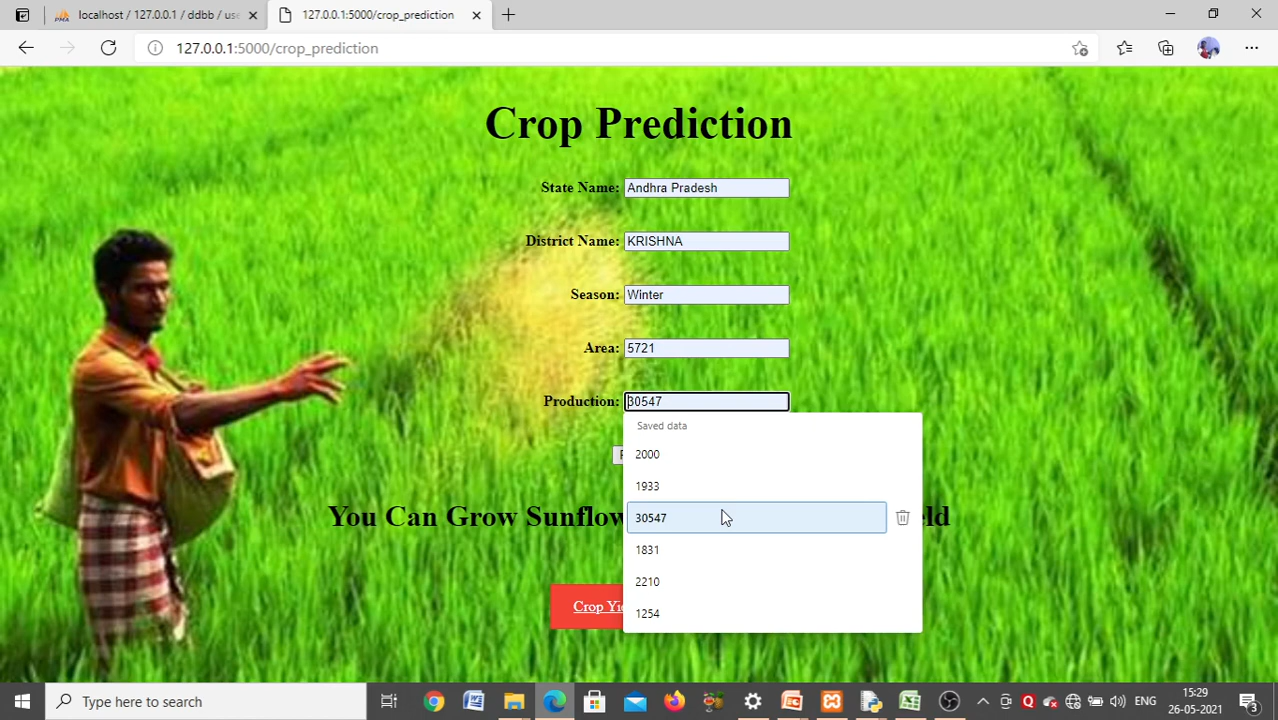 localhost / 127.0.0.1 / ddbb / use
127.0.0.1:5000/crop_prediction
127.0.0.1:5000/crop_prediction
Crop Prediction
State Name: Andhra Pradesh
District Name: KRISHNA
Season: Winter
Area: 5721
Production: 30547
Saved data
2000
1933
You Can Grow Sunflow
30547
1831
2210
Crop Yi
1254
Type here to search
ENG
15:29
26-05-2021
3